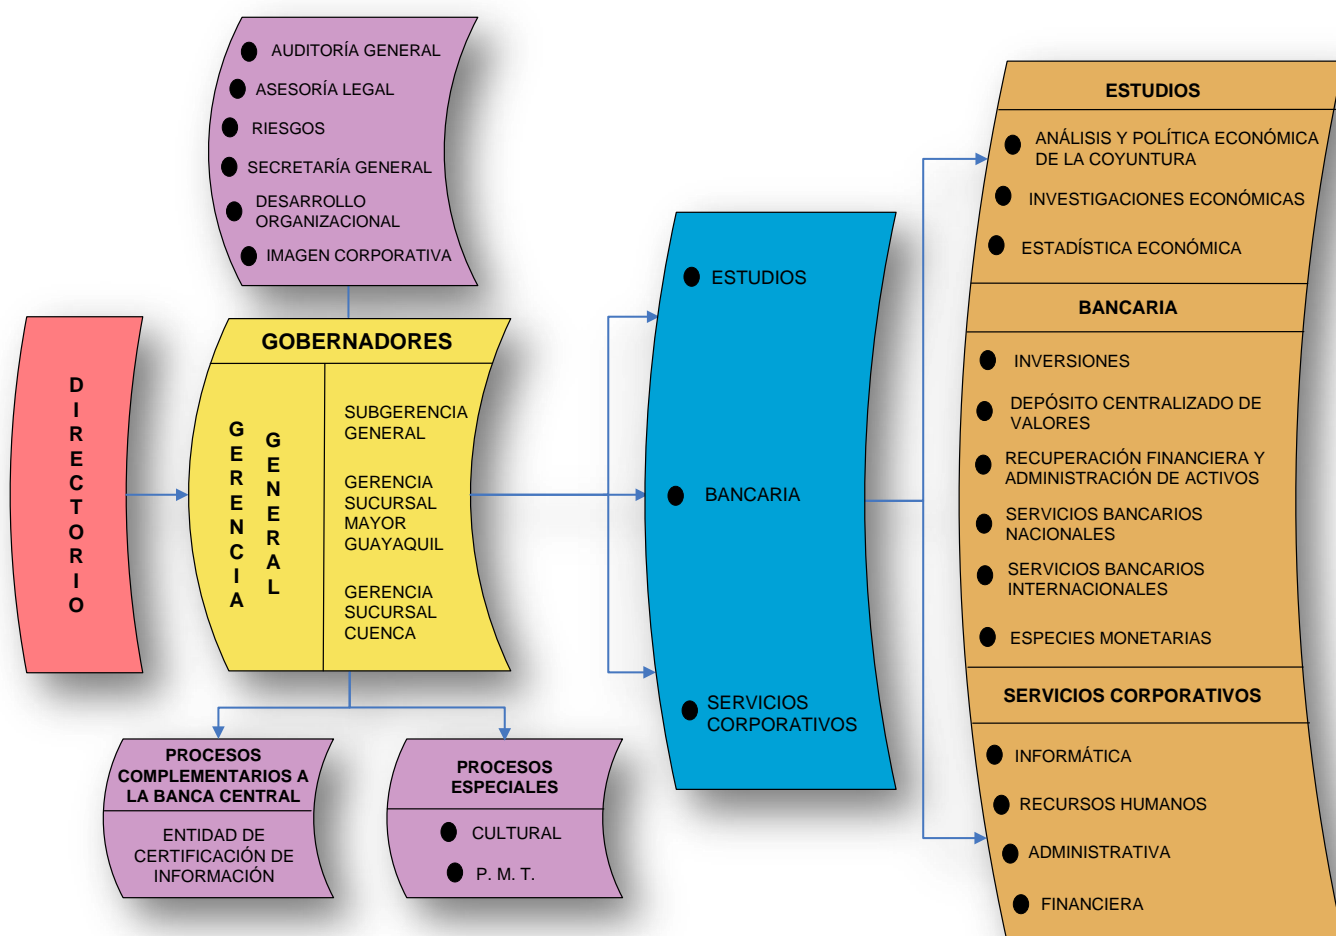 AUDITORÍA GENERAL
ASESORÍA LEGAL
RIESGOS
SECRETARÍA GENERAL
DESARROLLO
ORGANIZACIONAL
IMAGEN CORPORATIVA
DIRECTORIO
GOBERNADORES
GERENCIA
GENERAL
SUBGERENCIA
GENERAL
GERENCIA
SUCURSAL
MAYOR
GUAYAQUIL
GERENCIA
SUCURSAL
CUENCA
PROCESOS
COMPLEMENTARIOS A
LA BANCA CENTRAL
ENTIDAD DE
CERTIFICACIÓN DE
INFORMACIÓN
PROCESOS
ESPECIALES
CULTURAL
P. M. T.
ESTUDIOS
BANCARIA
SERVICIOS
CORPORATIVOS
ESTUDIOS
ANÁLISIS Y POLÍTICA ECONÓMICA
DE LA COYUNTURA
INVESTIGACIONES ECONÓMICAS
ESTADÍSTICA ECONÓMICA
BANCARIA
INVERSIONES
DEPÓSITO CENTRALIZADO DE
VALORES
RECUPERACIÓN FINANCIERA Y
ADMINISTRACIÓN DE ACTIVOS
SERVICIOS BANCARIOS
NACIONALES
SERVICIOS BANCARIOS
INTERNACIONALES
ESPECIES MONETARIAS
SERVICIOS CORPORATIVOS
INFORMÁTICA
RECURSOS HUMANOS
ADMINISTRATIVA
FINANCIERA